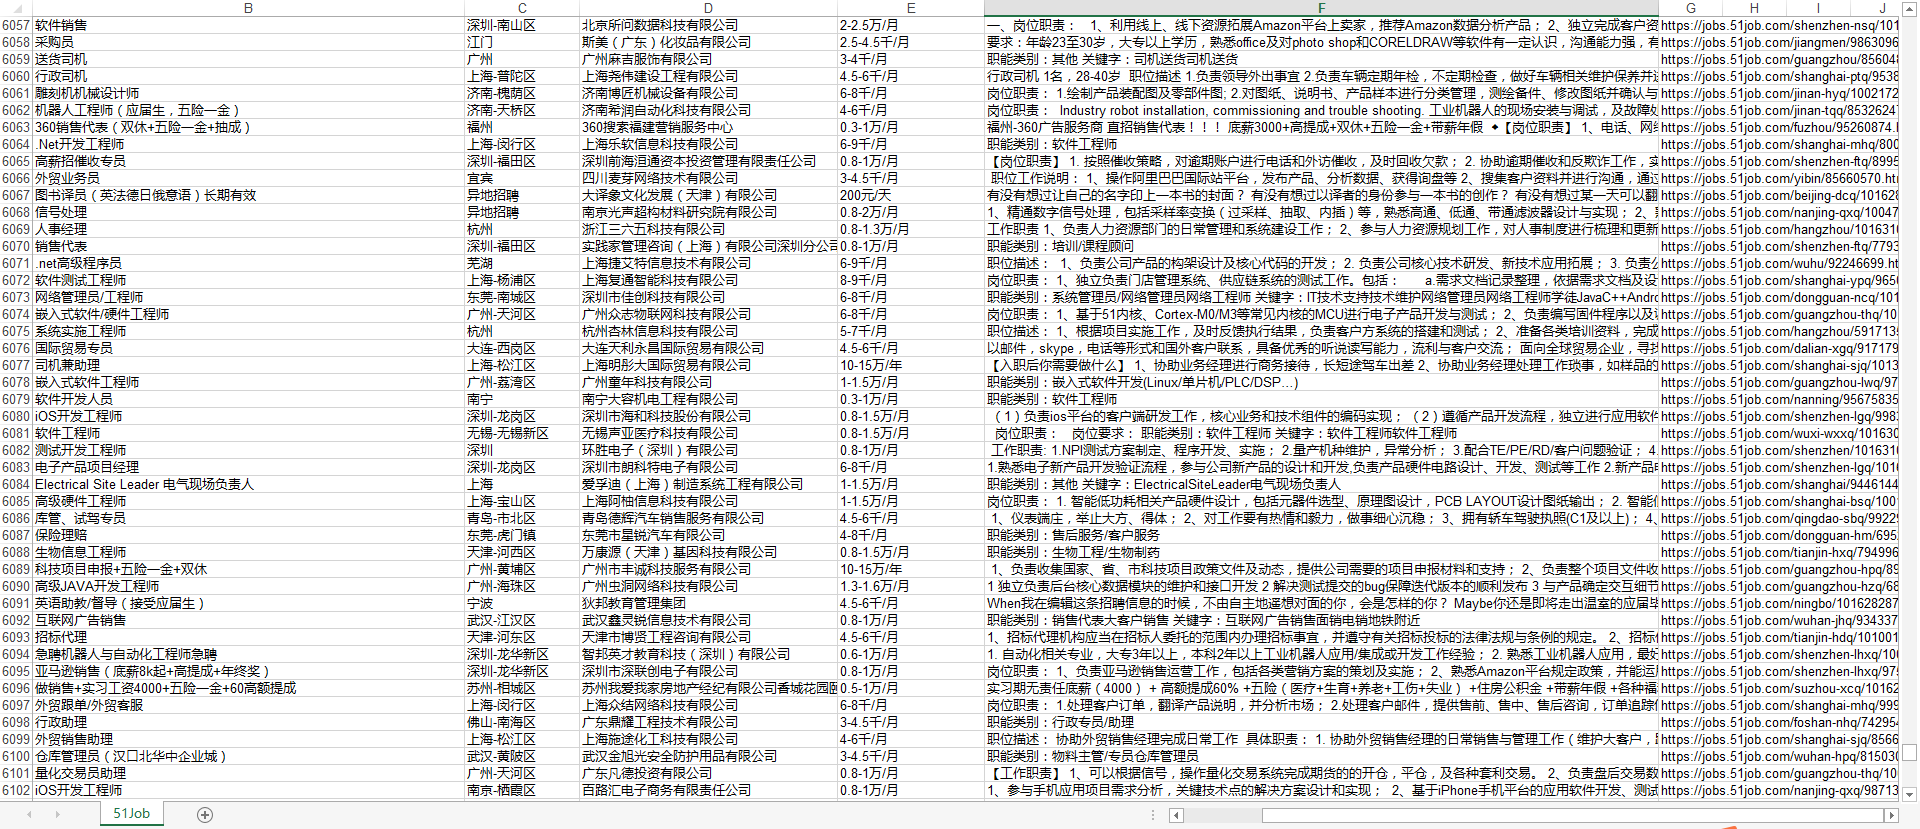 B C D E F G H I J
6057 软件销售 深圳-南山区 北京所问数据科技有限公司 2-2.5万/月 一、岗位职责： 1、利用线上、线下资源拓展Amazon平台上卖家，推荐Amazon数据分析产品； 2、独立完成客户资 https://jobs.51job.com/shenzhen-nsq/101
6058 采购员 江门 斯美（广东）化妆品有限公司 2.5-4.5千/月 要求：年龄23至30岁，大专以上学历，熟悉office及对photo shop和CORELDRAW等软件有一定认识，沟通能力强，有 https://jobs.51job.com/jiangmen/9863096
6059 送货司机 广州 广州麻吉服饰有限公司 3-4千/月 职能类别：其他 关键字：司机送货司机送货 https://jobs.51job.com/guangzhou/85604
6060 行政司机 上海-普陀区 上海尧伟建设工程有限公司 4.5-6千/月 行政司机 1名，28-40岁 职位描述 1.负责领导外出事宜 2.负责车辆定期年检，不定期检查，做好车辆相关维护保养并 https://jobs.51job.com/shanghai-ptq/9538
6061 雕刻机机械设计师 济南-槐荫区 济南博匠机械设备有限公司 6-8千/月 岗位职责： 1.绘制产品装配图及零部件图; 2.对图纸、说明书、产品样本进行分类管理，测绘备件、修改图纸并确认与 https://jobs.51job.com/jinan-hyq/1002172
6062 机器人工程师（应届生，五险一金） 济南-天桥区 济南希润自动化科技有限公司 4-6千/月 岗位职责： Industry robot installation, commissioning and trouble shooting. 工业机器人的现场安装与调试，及故障处 https://jobs.51job.com/jinan-tqq/8532624
6063 360销售代表（双休+五险一金+抽成） 福州 360搜索福建营销服务中心 0.3-1万/月 福州-360广告服务商 直招销售代表！！！ 底薪3000+高提成+双休+五险一金+带薪年假 ◆【岗位职责】 1、电话、网络 https://jobs.51job.com/fuzhou/95260874.
6064 .Net开发工程师 上海-闵行区 上海乐软信息科技有限公司 6-9千/月 职能类别：软件工程师 https://jobs.51job.com/shanghai-mhq/800
6065 高薪招催收专员 深圳-福田区 深圳前海洹通资本投资管理有限责任公司 0.8-1万/月 【岗位职责】 1. 按照催收策略，对逾期账户进行电话和外访催收，及时回收欠款； 2. 协助逾期催收和反欺诈工作，实 https://jobs.51job.com/shenzhen-ftq/8995
6066 外贸业务员 宜宾 四川麦芽网络技术有限公司 3-4.5千/月 职位工作说明： 1、操作阿里巴巴国际站平台，发布产品、分析数据、获得询盘等 2、搜集客户资料并进行沟通，通过 https://jobs.51job.com/yibin/85660570.ht
6067 图书译员（英法德日俄意语）长期有效 异地招聘 大译象文化发展（天津）有限公司 200元/天 有没有想过让自己的名字印上一本书的封面？ 有没有想过以译者的身份参与一本书的创作？ 有没有想过某一天可以翻 https://jobs.51job.com/beijing-dcq/101628
6068 信号处理 异地招聘 南京光声超构材料研究院有限公司 0.8-2万/月 1、精通数字信号处理，包括采样率变换（过采样、抽取、内插）等，熟悉高通、低通、带通滤波器设计与实现； 2、 https://jobs.51job.com/nanjing-qxq/10047
6069 人事经理 杭州 浙江三六五科技有限公司 0.8-1.3万/月 工作职责 1、负责人力资源部门的日常管理和系统建设工作； 2、参与人力资源规划工作，对人事制度进行梳理和更新 https://jobs.51job.com/hangzhou/101631
6070 销售代表 深圳-福田区 实践家管理咨询（上海）有限公司深圳分公司 0.8-1万/月 职能类别：培训/课程顾问 https://jobs.51job.com/shenzhen-ftq/7793
6071 .net高级程序员 芜湖 上海捷艾特信息技术有限公司 6-9千/月 职位描述： 1、负责公司产品的构架设计及核心代码的开发； 2. 负责公司核心技术研发、新技术应用拓展； 3. 负责公 https://jobs.51job.com/wuhu/92246699.ht
6072 软件测试工程师 上海-杨浦区 上海复通智能科技有限公司 8-9千/月 岗位职责： 1、独立负责门店管理系统、供应链系统的测试工作。包括： a.需求文档记录整理，依据需求文档及设 https://jobs.51job.com/shanghai-ypq/965
6073 网络管理员/工程师 东莞-南城区 深圳市佳创科技有限公司 6-8千/月 职能类别：系统管理员/网络管理员网络工程师 关键字：IT技术支持技术维护网络管理员网络工程师学徒JavaC++Andr https://jobs.51job.com/dongguan-ncq/101
6074 嵌入式软件/硬件工程师 广州-天河区 广州众志物联网科技有限公司 6-8千/月 岗位职责： 1、基于51内核、Cortex-M0/M3等常见内核的MCU进行电子产品开发与测试； 2、负责编写固件程序以及 https://jobs.51job.com/guangzhou-thq/10
6075 系统实施工程师 杭州 杭州杏林信息科技有限公司 5-7千/月 职位描述： 1、根据项目实施工作，及时反馈执行结果，负责客户方系统的搭建和测试； 2、准备各类培训资料，完成 https://jobs.51job.com/hangzhou/591713
6076 国际贸易专员 大连-西岗区 大连天利永昌国际贸易有限公司 4.5-6千/月 以邮件，skype，电话等形式和国外客户联系，具备优秀的听说读写能力，流利与客户交流； 面向全球贸易企业，寻找 https://jobs.51job.com/dalian-xgq/917179
6077 司机兼助理 上海-松江区 上海明彤大国际贸易有限公司 10-15万/年 【入职后你需要做什么】 1、协助业务经理进行商务接待，长短途驾车出差 2、协助业务经理处理工作琐事，如样品的 https://jobs.51job.com/shanghai-sjq/1013
6078 嵌入式软件工程师 广州-荔湾区 广州童年科技有限公司 1-1.5万/月 职能类别：嵌入式软件开发(Linux/单片机/PLC/DSP…) https://jobs.51job.com/guangzhou-lwq/97
6079 软件开发人员 南宁 南宁大容机电工程有限公司 0.3-1万/月 职能类别：软件工程师 https://jobs.51job.com/nanning/95675835
6080 iOS开发工程师 深圳-龙岗区 深圳市海和科技股份有限公司 0.8-1.5万/月 （1）负责ios平台的客户端研发工作，核心业务和技术组件的编码实现； （2）遵循产品开发流程，独立进行应用软件 https://jobs.51job.com/shenzhen-lgq/998
6081 软件工程师 无锡-无锡新区 无锡声亚医疗科技有限公司 0.8-1.5万/月 岗位职责： 岗位要求： 职能类别：软件工程师 关键字：软件工程师软件工程师 https://jobs.51job.com/wuxi-wxxq/101630
6082 测试开发工程师 深圳 环胜电子（深圳）有限公司 0.8-1万/月 工作职责: 1.NPI测试方案制定、程序开发、实施； 2.量产机种维护，异常分析； 3.配合TE/PE/RD/客户问题验证； 4. https://jobs.51job.com/shenzhen/101631
6083 电子产品项目经理 深圳-龙岗区 深圳市朗科特电子有限公司 6-8千/月 1.熟悉电子新产品开发验证流程，参与公司新产品的设计和开发,负责产品硬件电路设计、开发、测试等工作 2.新产品 https://jobs.51job.com/shenzhen-lgq/101
6084 Electrical Site Leader 电气现场负责人 上海 爱孚迪（上海）制造系统工程有限公司 1-1.5万/月 职能类别：其他 关键字：ElectricalSiteLeader电气现场负责人 https://jobs.51job.com/shanghai/9446144
6085 高级硬件工程师 上海-宝山区 上海阿柚信息科技有限公司 1-1.5万/月 岗位职责： 1. 智能低功耗相关产品硬件设计，包括元器件选型、原理图设计，PCB LAYOUT设计图纸输出； 2. 智能 https://jobs.51job.com/shanghai-bsq/100
6086 库管、试驾专员 青岛-市北区 青岛德辉汽车销售服务有限公司 4.5-6千/月 1、仪表端庄，举止大方、得体； 2、对工作要有热情和毅力，做事细心沉稳； 3、拥有轿车驾驶执照(C1及以上)； 4、 https://jobs.51job.com/qingdao-sbq/9922
6087 保险理赔 东莞-虎门镇 东莞市星锐汽车有限公司 4-8千/月 职能类别：售后服务/客户服务 https://jobs.51job.com/dongguan-hm/695
6088 生物信息工程师 天津-河西区 万康源（天津）基因科技有限公司 0.8-1.5万/月 职能类别：生物工程/生物制药 https://jobs.51job.com/tianjin-hxq/794996
6089 科技项目申报+五险一金+双休 广州-黄埔区 广州市丰诚科技服务有限公司 10-15万/年 1、负责收集国家、省、市科技项目政策文件及动态，提供公司需要的项目申报材料和支持； 2、负责整个项目文件收 https://jobs.51job.com/guangzhou-hpq/89
6090 高级JAVA开发工程师 广州-海珠区 广州虫洞网络科技有限公司 1.3-1.6万/月 1 独立负责后台核心数据模块的维护和接口开发 2 解决测试提交的bug保障迭代版本的顺利发布 3 与产品确定交互细节 https://jobs.51job.com/guangzhou-hzq/68
6091 英语助教/督导（接受应届生） 宁波 狄邦教育管理集团 4.5-6千/月 When我在编辑这条招聘信息的时候，不由自主地遥想对面的你，会是怎样的你？ Maybe你还是即将走出温室的应届毕 https://jobs.51job.com/ningbo/101628287
6092 互联网广告销售 武汉-江汉区 武汉鑫灵锐信息技术有限公司 0.8-1万/月 职能类别：销售代表大客户销售 关键字：互联网广告销售面销电销地铁附近 https://jobs.51job.com/wuhan-jhq/934337
6093 招标代理 天津-河东区 天津市博贤工程咨询有限公司 4.5-6千/月 1、招标代理机构应当在招标人委托的范围内办理招标事宜，并遵守有关招标投标的法律法规与条例的规定。 2、招标 https://jobs.51job.com/tianjin-hdq/101001
6094 急聘机器人与自动化工程师急聘 深圳-龙华新区 智邦英才教育科技（深圳）有限公司 0.6-1万/月 1. 自动化相关专业，大专3年以上，本科2年以上工业机器人应用/集成或开发工作经验； 2. 熟悉工业机器人应用，最好 https://jobs.51job.com/shenzhen-lhxq/10
6095 亚马逊销售（底薪8k起+高提成+年终奖） 深圳-龙华新区 深圳市深联创电子有限公司 0.8-1万/月 岗位职责： 1、负责亚马逊销售运营工作，包括各类营销方案的策划及实施； 2、熟悉Amazon平台规定政策，并能运 https://jobs.51job.com/shenzhen-lhxq/97
6096 做销售+实习工资4000+五险一金+60高额提成 苏州-相城区 苏州我爱我家房地产经纪有限公司香城花园 0.5-1万/月 实习期无责任底薪（4000） + 高额提成60% +五险（医疗+生育+养老+工伤+失业） +住房公积金 +带薪年假 +各种福 https://jobs.51job.com/suzhou-xcq/10162
6097 外贸跟单/外贸客服 上海-闵行区 上海众结网络科技有限公司 6-8千/月 岗位职责： 1.处理客户订单，翻译产品说明，并分析市场； 2.处理客户邮件，提供售前、售中、售后咨询，订单追踪 https://jobs.51job.com/shanghai-mhq/999
6098 行政助理 佛山-南海区 广东鼎耀工程技术有限公司 3-4.5千/月 职能类别：行政专员/助理 https://jobs.51job.com/foshan-nhq/742954
6099 外贸销售助理 上海-松江区 上海施途化工科技有限公司 4-6千/月 职位描述： 协助外贸销售经理完成日常工作 具体职责： 1. 协助外贸销售经理的日常销售与管理工作（维护大客户， https://jobs.51job.com/shanghai-sjq/8566
6100 仓库管理员（汉口北华中企业城） 武汉-黄陂区 武汉金旭光安全防护用品有限公司 3-4.5千/月 职能类别：物料主管/专员仓库管理员 https://jobs.51job.com/wuhan-hpq/815030
6101 量化交易员助理 广州-天河区 广东凡德投资有限公司 0.8-1万/月 【工作职责】 1、可以根据信号，操作量化交易系统完成期货的的开仓，平仓，及各种套利交易。 2、负责盘后交易数 https://jobs.51job.com/guangzhou-thq/10
6102 iOS开发工程师 南京-栖霞区 百路汇电子商务有限责任公司 0.8-1万/月 1、参与手机应用项目需求分析，关键技术点的解决方案设计和实现； 2、基于iPhone手机平台的应用软件开发、测试 https://jobs.51job.com/nanjing-qxq/98713
51Job